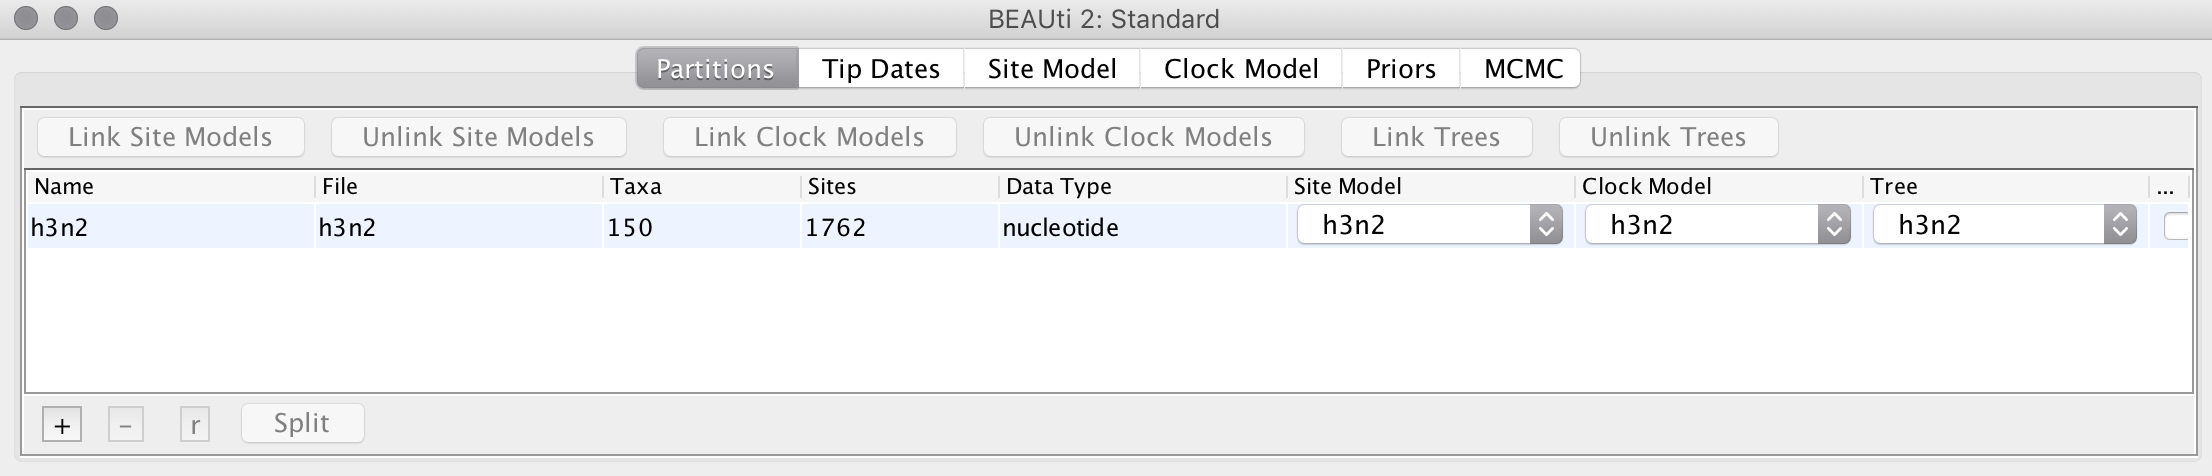 BEAUti 2: Standard
Partitions Tip Dates Site Model Clock Model Priors MCMC
Link Site Models Unlink Site Models Link Clock Models Unlink Clock Models Link Trees Unlink Trees
Name File Taxa Sites Data Type Site Model Clock Model Tree ...
h3n2 h3n2 150 1762 nucleotide h3n2 h3n2 h3n2
+ - r Split